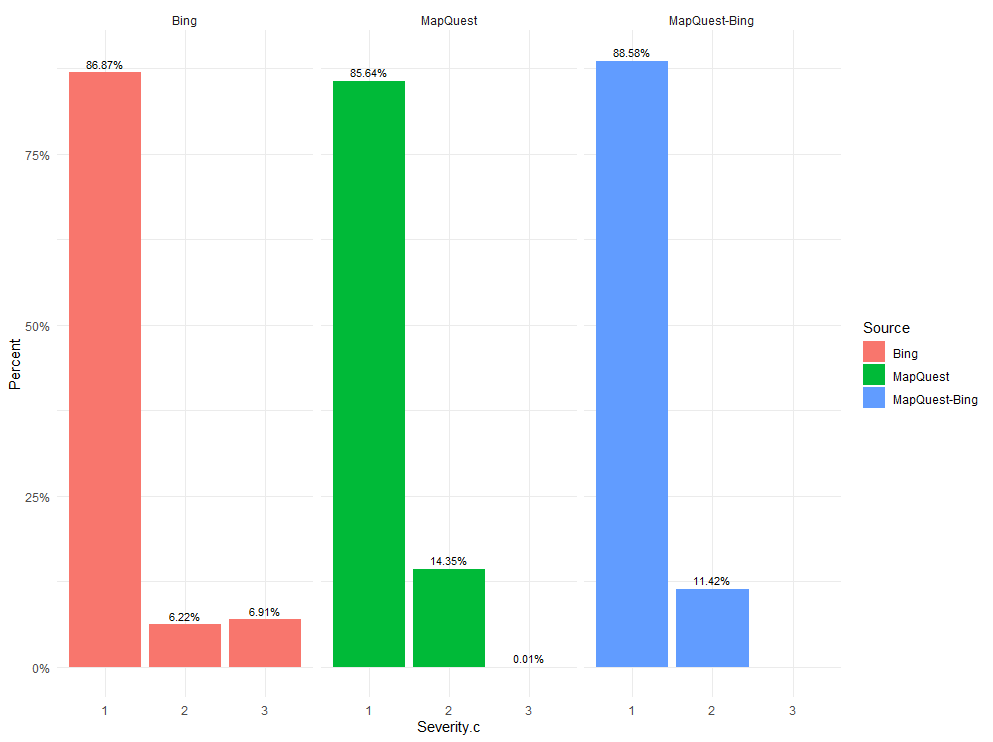 Bing
MapQuest
MapQuest-Bing
86.87%
6.22%
6.91%
85.64%
14.35%
0.01%
88.58%
11.42%
75%
50%
25%
0%
Percent
1 2 3
1 2 3
1 2 3
Severity.c
Source
Bing
MapQuest
MapQuest-Bing